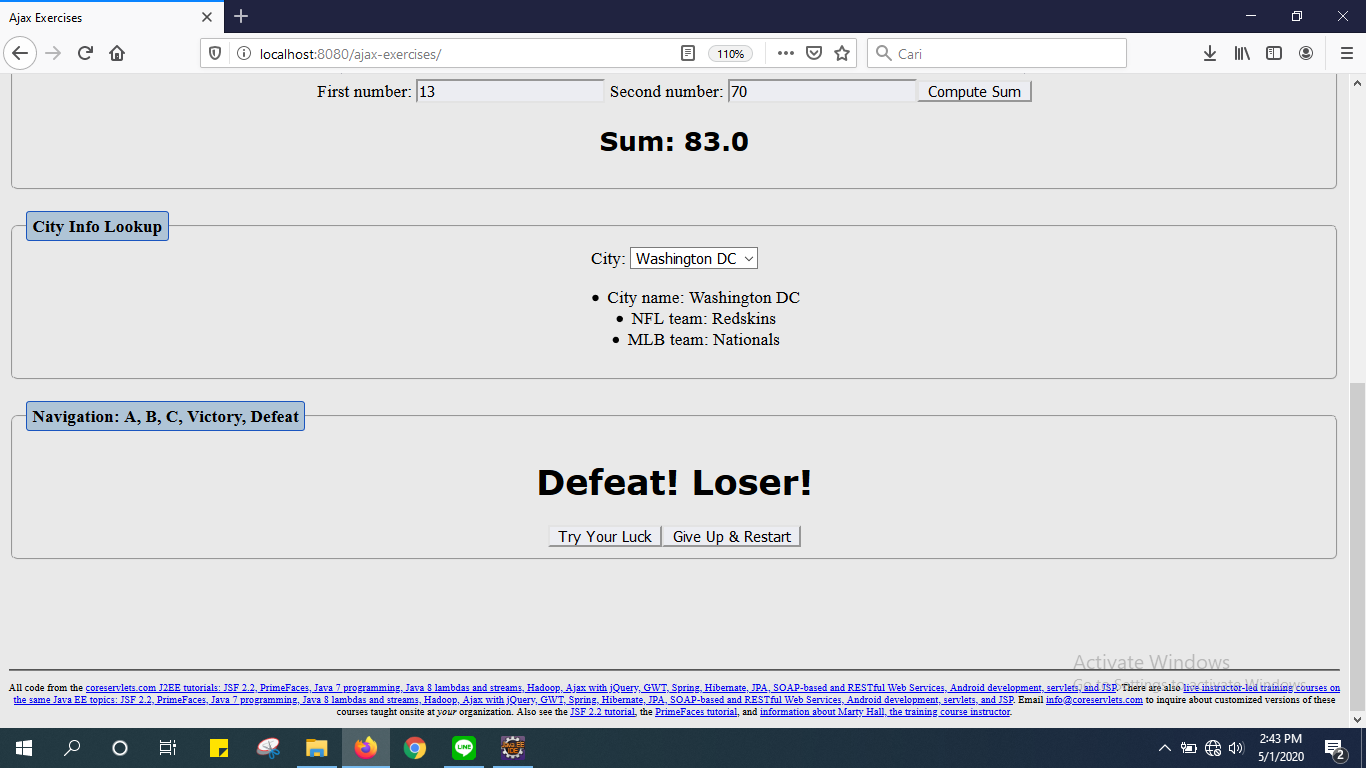 Ajax Exercises
localhost:8080/ajax-exercises/
110%
Cari
First number: 13 Second number: 70 Compute Sum
Sum: 83.0
City Info Lookup
City: Washington DC
City name: Washington DC
NFL team: Redskins
MLB team: Nationals
Navigation: A, B, C, Victory, Defeat
Defeat! Loser!
Try Your Luck Give Up & Restart
Activate Windows
Go to Settings to activate Windows.
All code from the coreservlets.com J2EE tutorials: JSF 2.2, PrimeFaces, Java 7 programming, Java 8 lambdas and streams, Hadoop, Ajax with jQuery, GWT, Spring, Hibernate, JPA, SOAP-based and RESTful Web Services, Android development, servlets, and JSP. There are also live instructor-led training courses on
the same Java EE topics: JSF 2.2, PrimeFaces, Java 7 programming, Java 8 lambdas and streams, Hadoop, Ajax with jQuery, GWT, Spring, Hibernate, JPA, SOAP-based and RESTful Web Services, Android development, servlets, and JSP. Email info@coreservlets.com to inquire about customized versions of these
courses taught onsite at your organization. Also see the JSF 2.2 tutorial, the PrimeFaces tutorial, and information about Marty Hall, the training course instructor.
LINE
Java EE
IDE
2:43 PM
5/1/2020
2